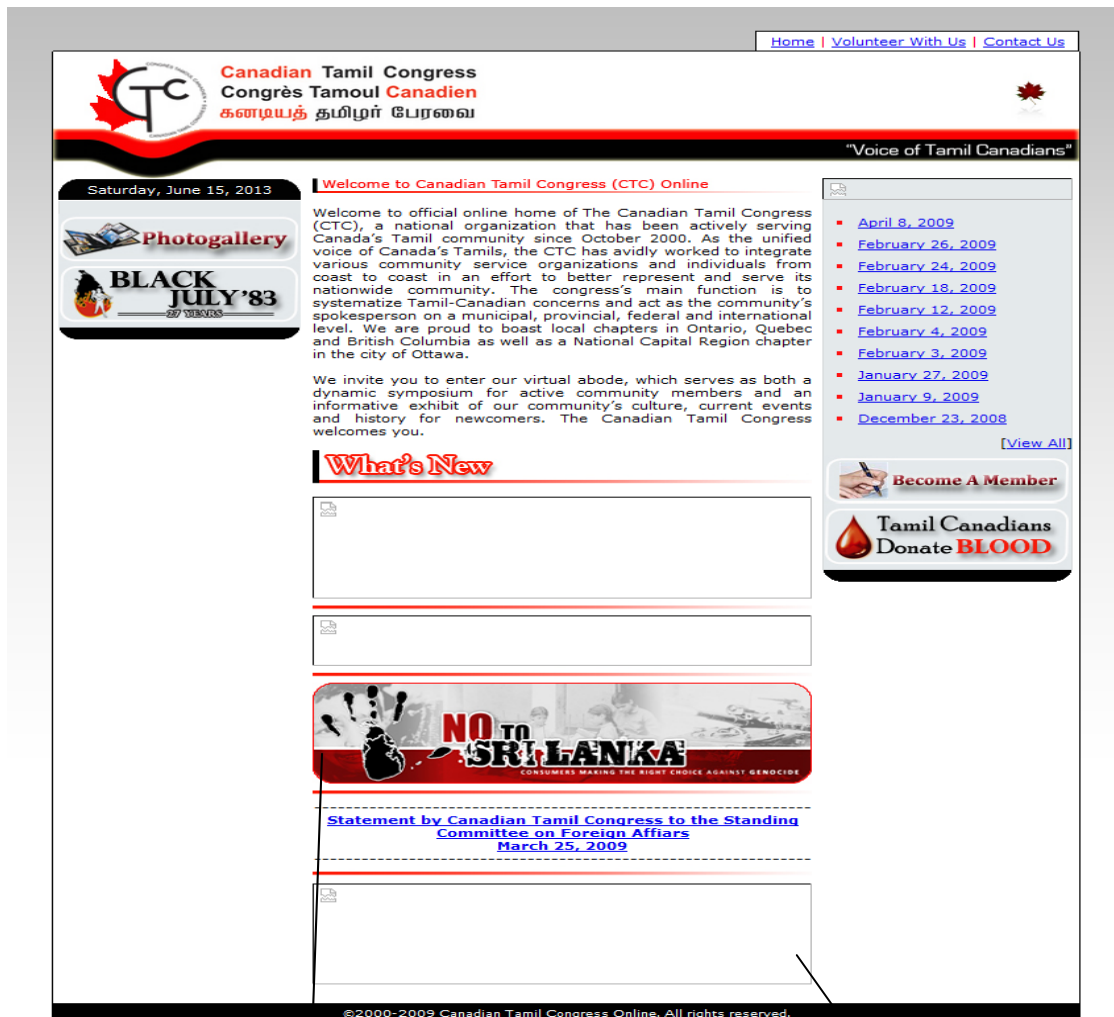 Home | Volunteer With Us | Contact Us
CTC
Canadian Tamil Congress
Congrès Tamoul Canadien
கனடியத் தமிழர் பேரவை
"Voice of Tamil Canadians"
Saturday, June 15, 2013
Photogallery
BLACK
JULY'83
27 YEARS
Welcome to Canadian Tamil Congress (CTC) Online
Welcome to official online home of The Canadian Tamil Congress
(CTC), a national organization that has been actively serving
Canada's Tamil community since October 2000. As the unified
voice of Canada's Tamils, the CTC has avidly worked to integrate
various community service organizations and individuals from
coast to coast in an effort to better represent and serve its
nationwide community. The congress's main function is to
systematize Tamil-Canadian concerns and act as the community's
spokesperson on a municipal, provincial, federal and international
level. We are proud to boast local chapters in Ontario, Quebec
and British Columbia as well as a National Capital Region chapter
in the city of Ottawa.
We invite you to enter our virtual abode, which serves as both a
dynamic symposium for active community members and an
informative exhibit of our community's culture, current events
and history for newcomers. The Canadian Tamil Congress
welcomes you.
What's New
NO TO
SRI LANKA
CONSUMERS MAKING THE RIGHT CHOICE AGAINST GENOCIDE
Statement by Canadian Tamil Congress to the Standing
Committee on Foreign Affiars
March 25, 2009
April 8, 2009
February 26, 2009
February 24, 2009
February 18, 2009
February 12, 2009
February 4, 2009
February 3, 2009
January 27, 2009
January 9, 2009
December 23, 2008
[View All]
Become A Member
Tamil Canadians
Donate BLOOD
©2000-2009 Canadian Tamil Congress Online. All rights reserved.